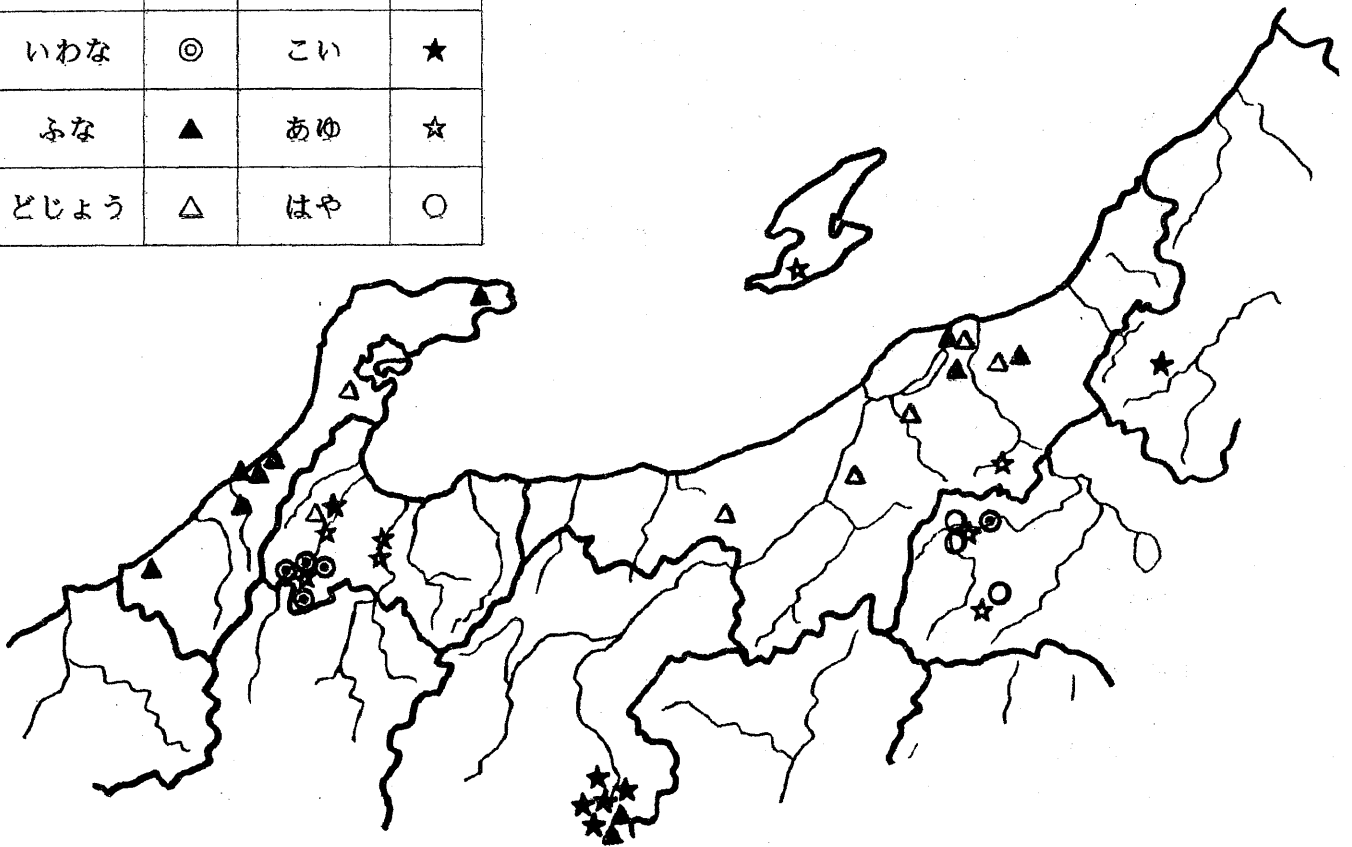 いわな ◎ こい ★
ふな ▲ あゆ ☆
どじょう △ はや ○